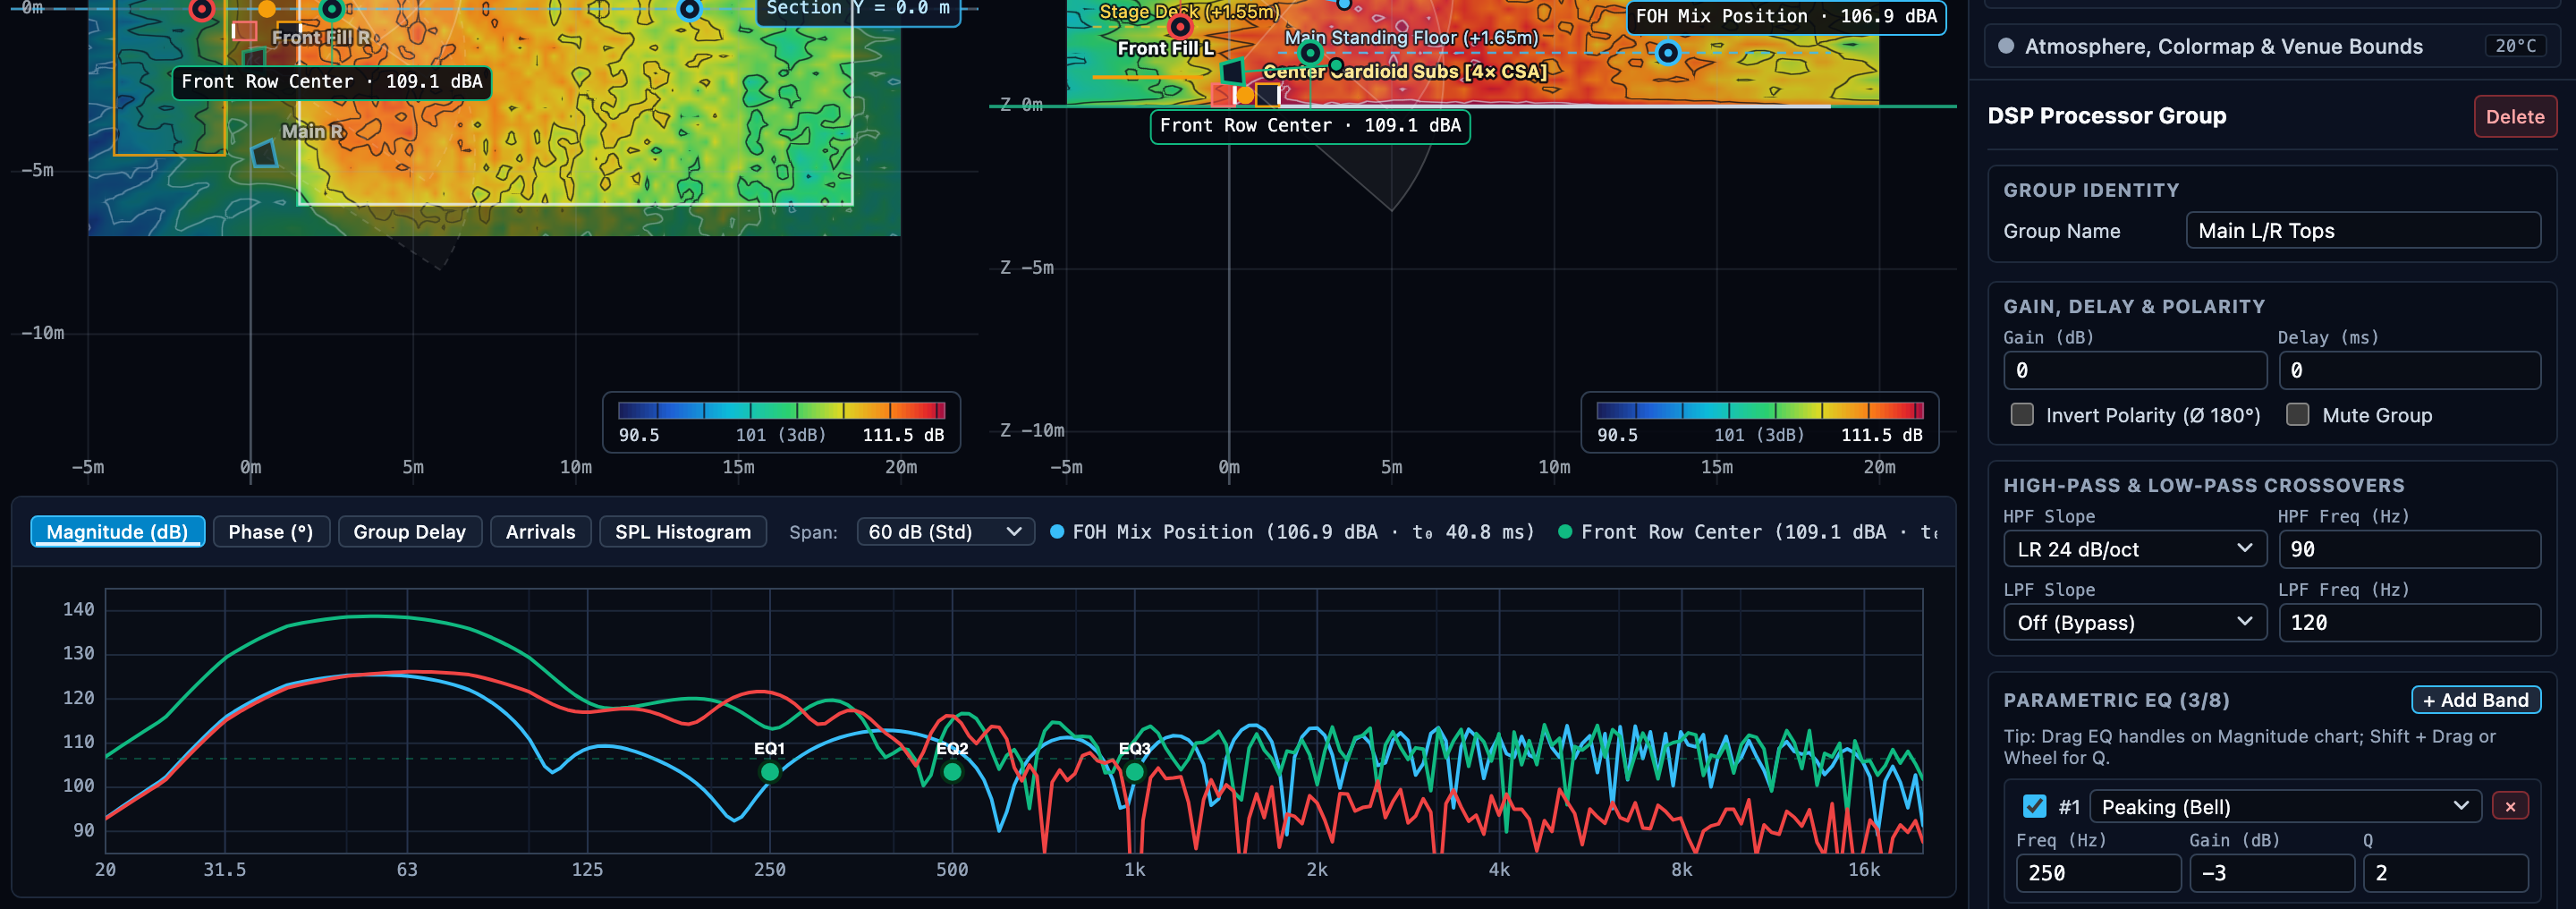 0m
Section Y = 0.0 m
Front Fill R
Front Row Center · 109.1 dBA
Main R
−5m
−10m
90.5 101 (3dB) 111.5 dB
−5m 0m 5m 10m 15m 20m
Stage Deck (+1.55m)
FOH Mix Position · 106.9 dBA
Main Standing Floor (+1.65m)
Front Fill L
Center Cardioid Subs [4× CSA]
Z 0m
Front Row Center · 109.1 dBA
Z −5m
Z −10m
90.5 101 (3dB) 111.5 dB
−5m 0m 5m 10m 15m 20m
Magnitude (dB) Phase (°) Group Delay Arrivals SPL Histogram Span: 60 dB (Std) FOH Mix Position (106.9 dBA · t₀ 40.8 ms) Front Row Center (109.1 dBA · t₀
140
130
120
110
100
90
EQ1 EQ2 EQ3
20 31.5 63 125 250 500 1k 2k 4k 8k 16k
Atmosphere, Colormap & Venue Bounds 20°C
DSP Processor Group Delete
GROUP IDENTITY
Group Name Main L/R Tops
GAIN, DELAY & POLARITY
Gain (dB) Delay (ms)
0 0
Invert Polarity (Ø 180°) Mute Group
HIGH-PASS & LOW-PASS CROSSOVERS
HPF Slope HPF Freq (Hz)
LR 24 dB/oct 90
LPF Slope LPF Freq (Hz)
Off (Bypass) 120
PARAMETRIC EQ (3/8) + Add Band
Tip: Drag EQ handles on Magnitude chart; Shift + Drag or
Wheel for Q.
#1 Peaking (Bell) ×
Freq (Hz) Gain (dB) Q
250 −3 2